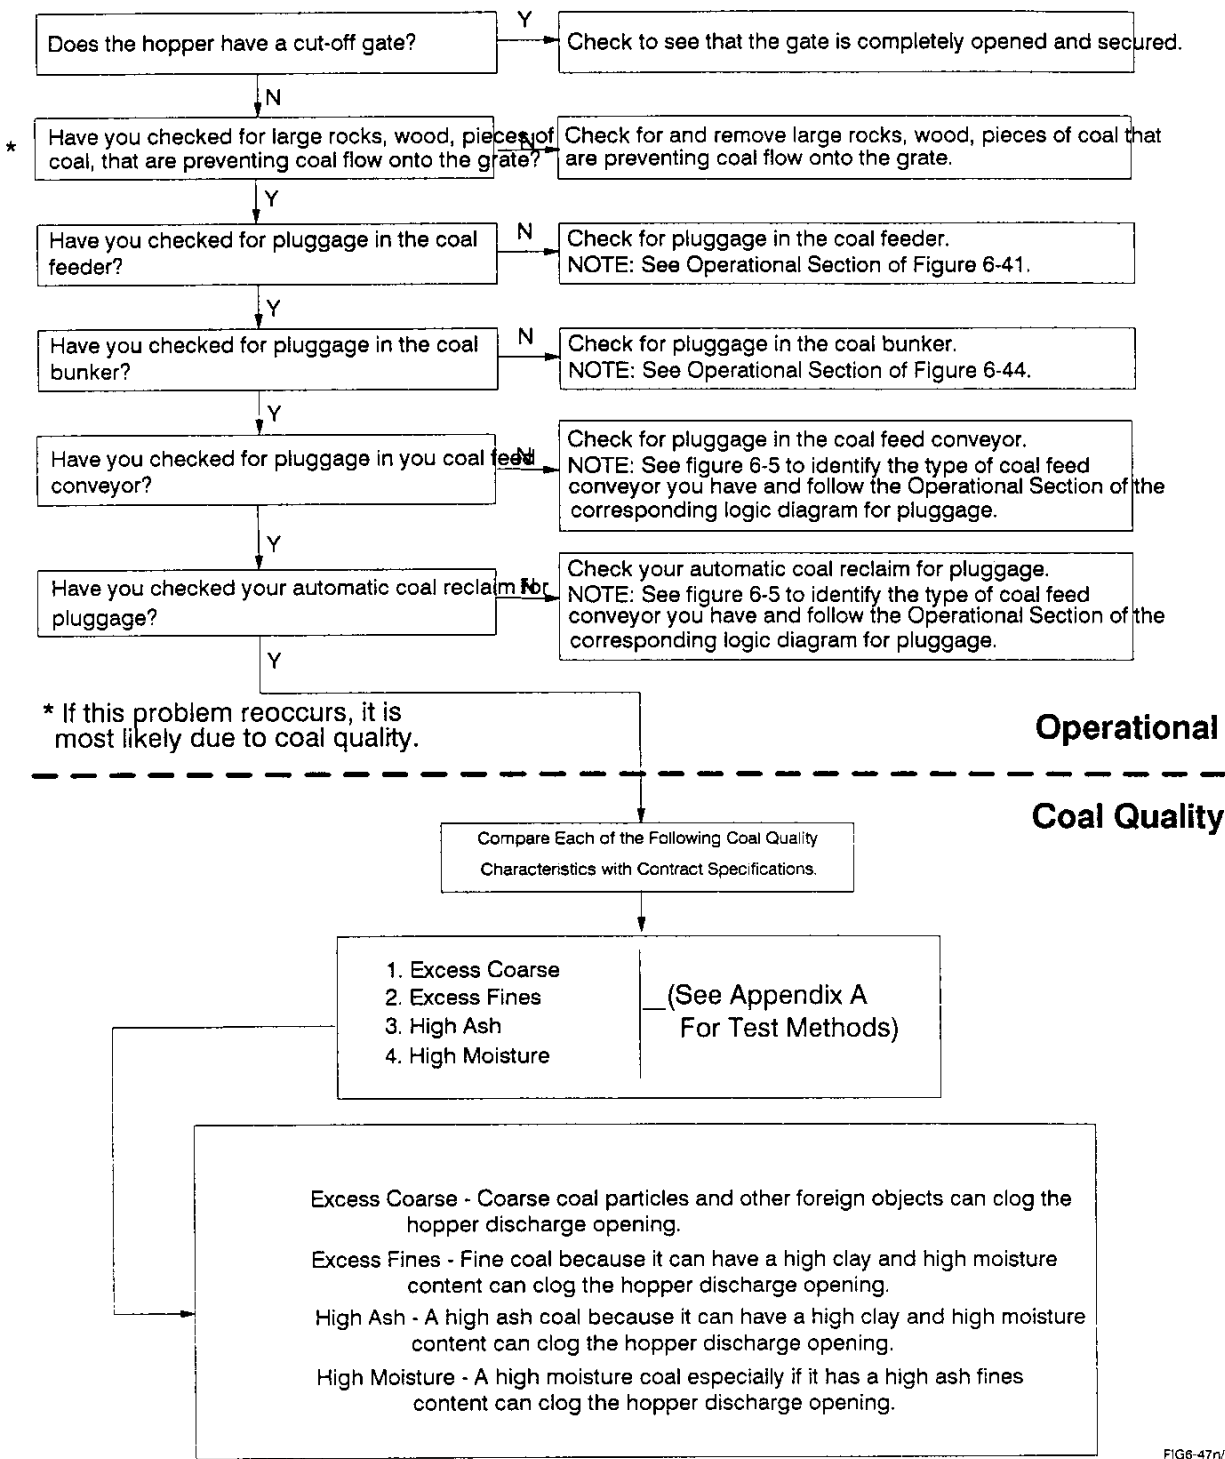 Y
Does the hopper have a cut-off gate?
Check to see that the gate is completely opened and secured.
N
*
Have you checked for large rocks, wood, pieces of
coal, that are preventing coal flow onto the grate?
N
Check for and remove large rocks, wood, pieces of coal that
are preventing coal flow onto the grate.
Y
Have you checked for pluggage in the coal
feeder?
N
Check for pluggage in the coal feeder.
NOTE: See Operational Section of Figure 6-41.
Y
Have you checked for pluggage in the coal
bunker?
N
Check for pluggage in the coal bunker.
NOTE: See Operational Section of Figure 6-44.
Y
Have you checked for pluggage in you coal feed
conveyor?
N
Check for pluggage in the coal feed conveyor.
NOTE: See figure 6-5 to identify the type of coal feed
conveyor you have and follow the Operational Section of the
corresponding logic diagram for pluggage.
Y
Have you checked your automatic coal reclaim for
pluggage?
N
Check your automatic coal reclaim for pluggage.
NOTE: See figure 6-5 to identify the type of coal feed
conveyor you have and follow the Operational Section of the
corresponding logic diagram for pluggage.
Y
* If this problem reoccurs, it is
most likely due to coal quality.
Operational
Coal Quality
Compare Each of the Following Coal Quality
Characteristics with Contract Specifications.
1. Excess Coarse
2. Excess Fines
3. High Ash
4. High Moisture
(See Appendix A
For Test Methods)
Excess Coarse - Coarse coal particles and other foreign objects can clog the
hopper discharge opening.
Excess Fines - Fine coal because it can have a high clay and high moisture
content can clog the hopper discharge opening.
High Ash - A high ash coal because it can have a high clay and high moisture
content can clog the hopper discharge opening.
High Moisture - A high moisture coal especially if it has a high ash fines
content can clog the hopper discharge opening.
FIG6-47n/